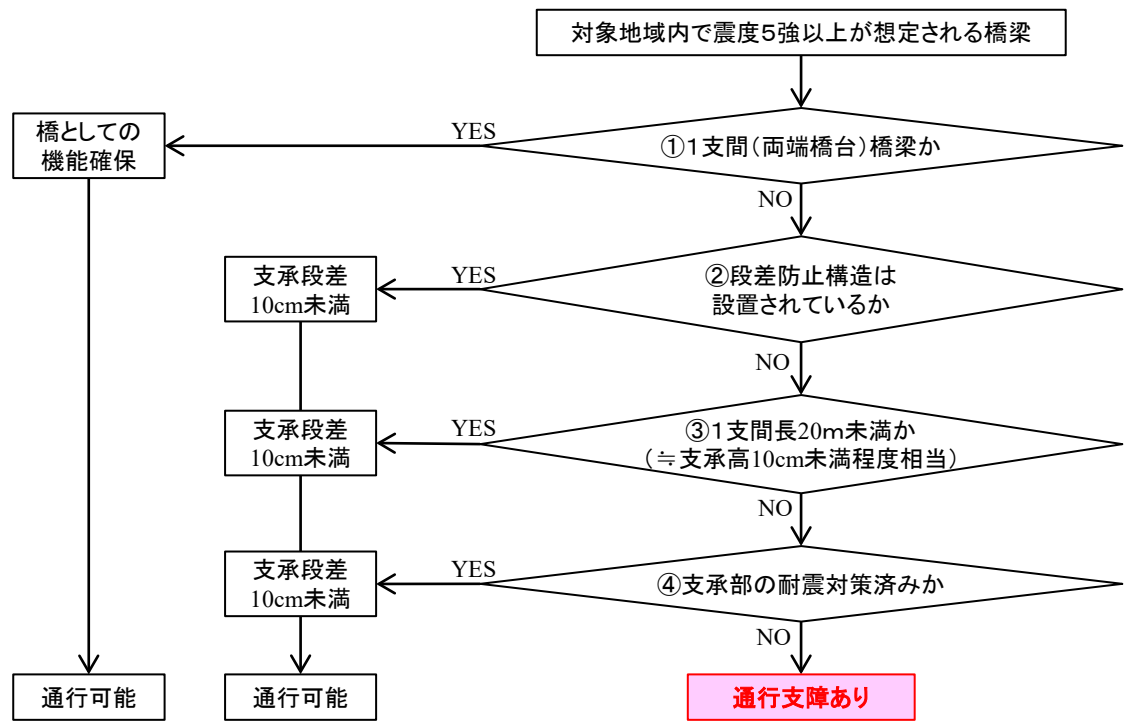 対象地域内で震度5強以上が想定される橋梁
橋としての
機能確保
YES
①1支間(両端橋台)橋梁か
NO
支承段差
10cm未満
YES
②段差防止構造は
設置されているか
NO
支承段差
10cm未満
YES
③1支間長20m未満か
(≒支承高10cm未満程度相当)
NO
支承段差
10cm未満
YES
④支承部の耐震対策済みか
NO
通行可能
通行可能
通行支障あり